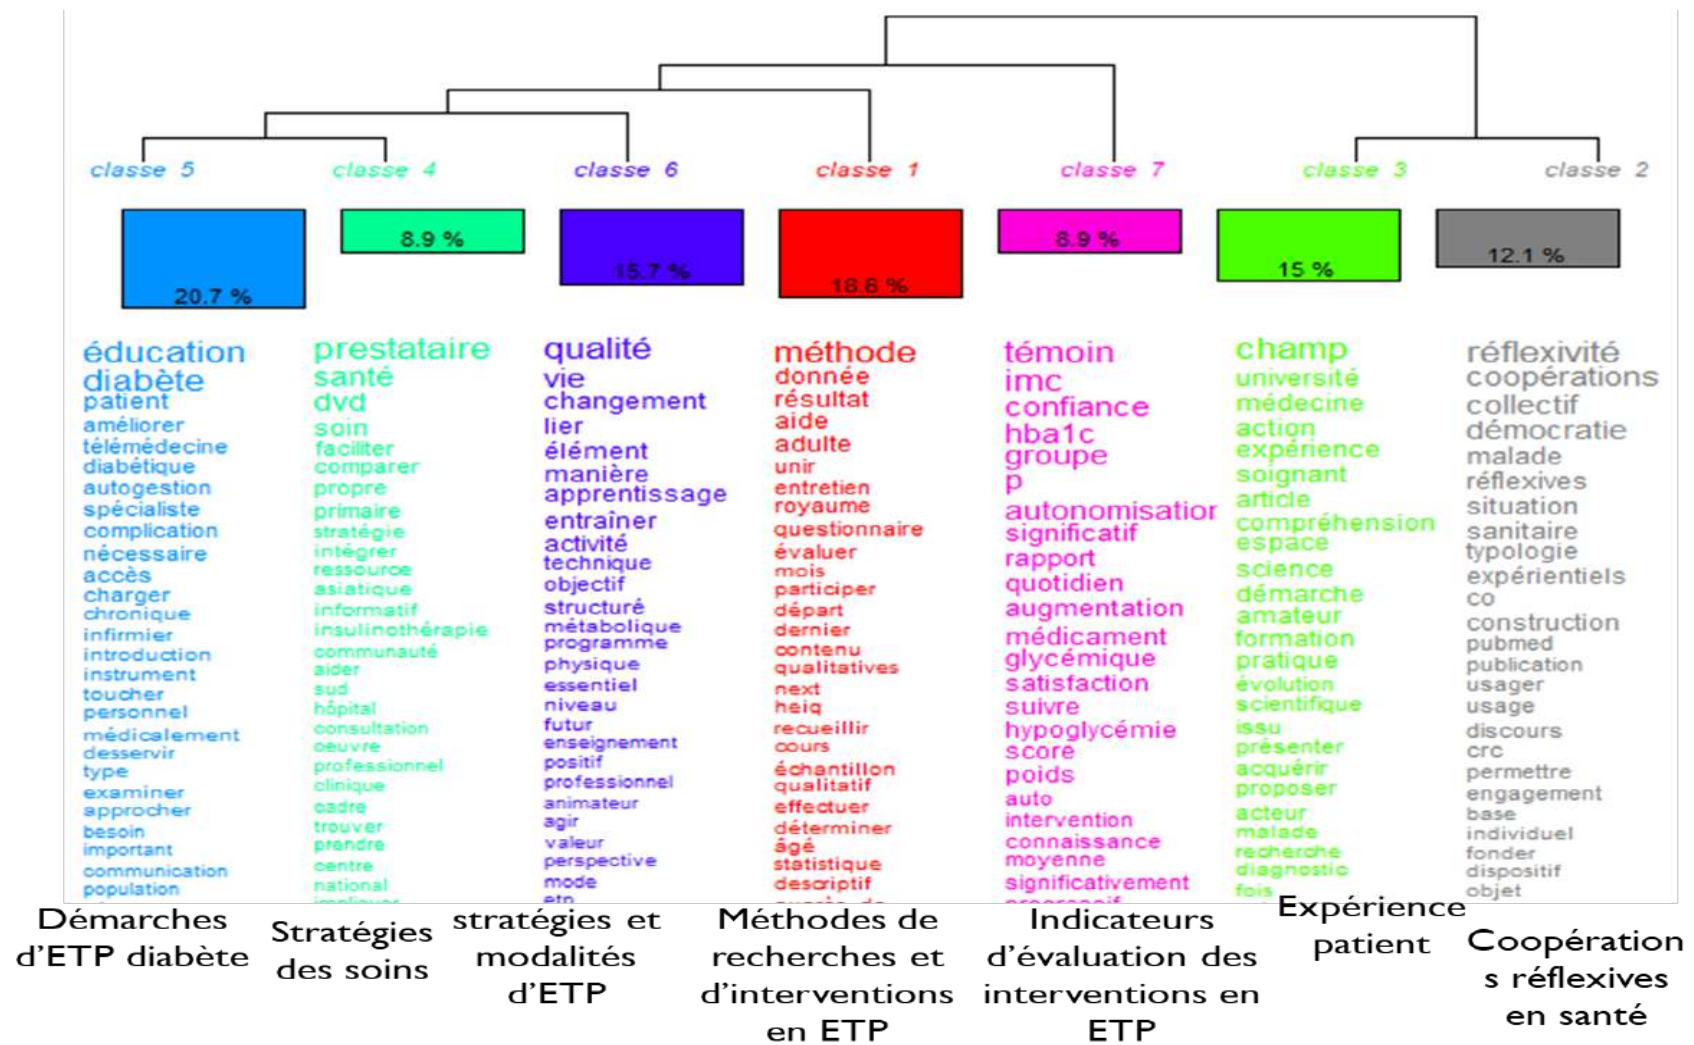 classe 5
classe 4
classe 6
classe 1
classe 7
classe 3
classe 2
20.7 %
8.9 %
15.7 %
18.6 %
8.9 %
15 %
12.1 %
éducation
diabète
patient
améliorer
télémédecine
diabétique
autogestion
spécialiste
complication
nécessaire
accès
charger
chronique
infirmier
introduction
instrument
toucher
personnel
médicalement
desservir
type
examiner
approcher
besoin
important
communication
population
prestataire
santé
dvd
soin
faciliter
comparer
propre
primaire
stratégie
intégrer
ressource
asiatique
informatif
insulinothérapie
communauté
aider
sud
hôpital
consultation
oeuvre
professionnel
clinique
cadre
trouver
prendre
centre
national
qualité
vie
changement
lier
élément
manière
apprentissage
entraîner
activité
technique
objectif
structuré
métabolique
programme
physique
essentiel
niveau
futur
enseignement
positif
professionnel
animateur
agir
valeur
perspective
mode
etp
méthode
donnée
résultat
aide
adulte
unir
entretien
royaume
questionnaire
évaluer
mois
participer
départ
dernier
contenu
qualitatives
next
heiq
recueillir
cours
échantillon
qualitatif
effectuer
déterminer
âgé
statistique
descriptif
témoin
imc
confiance
hba1c
groupe
p
autonomisation
significatif
rapport
quotidien
augmentation
médicament
glycémique
satisfaction
suivre
hypoglycémie
score
poids
auto
intervention
connaissance
moyenne
significativement
champ
université
médecine
action
expérience
soignant
article
compréhension
espace
science
démarche
amateur
formation
pratique
évolution
scientifique
issu
présenter
acquérir
proposer
acteur
malade
recherche
diagnostic
fois
réflexivité
coopérations
collectif
démocratie
malade
réflexives
situation
sanitaire
typologie
expérientiels
co
construction
pubmed
publication
usager
usage
discours
crc
permettre
engagement
base
individuel
fonder
dispositif
objet
Démarches
d'ETP diabète
Stratégies
des soins
stratégies et
modalités
d'ETP
Méthodes de
recherches et
d'interventions
en ETP
Indicateurs
d'évaluation des
interventions en
ETP
Expérience
patient
Coopération
s réflexives
en santé